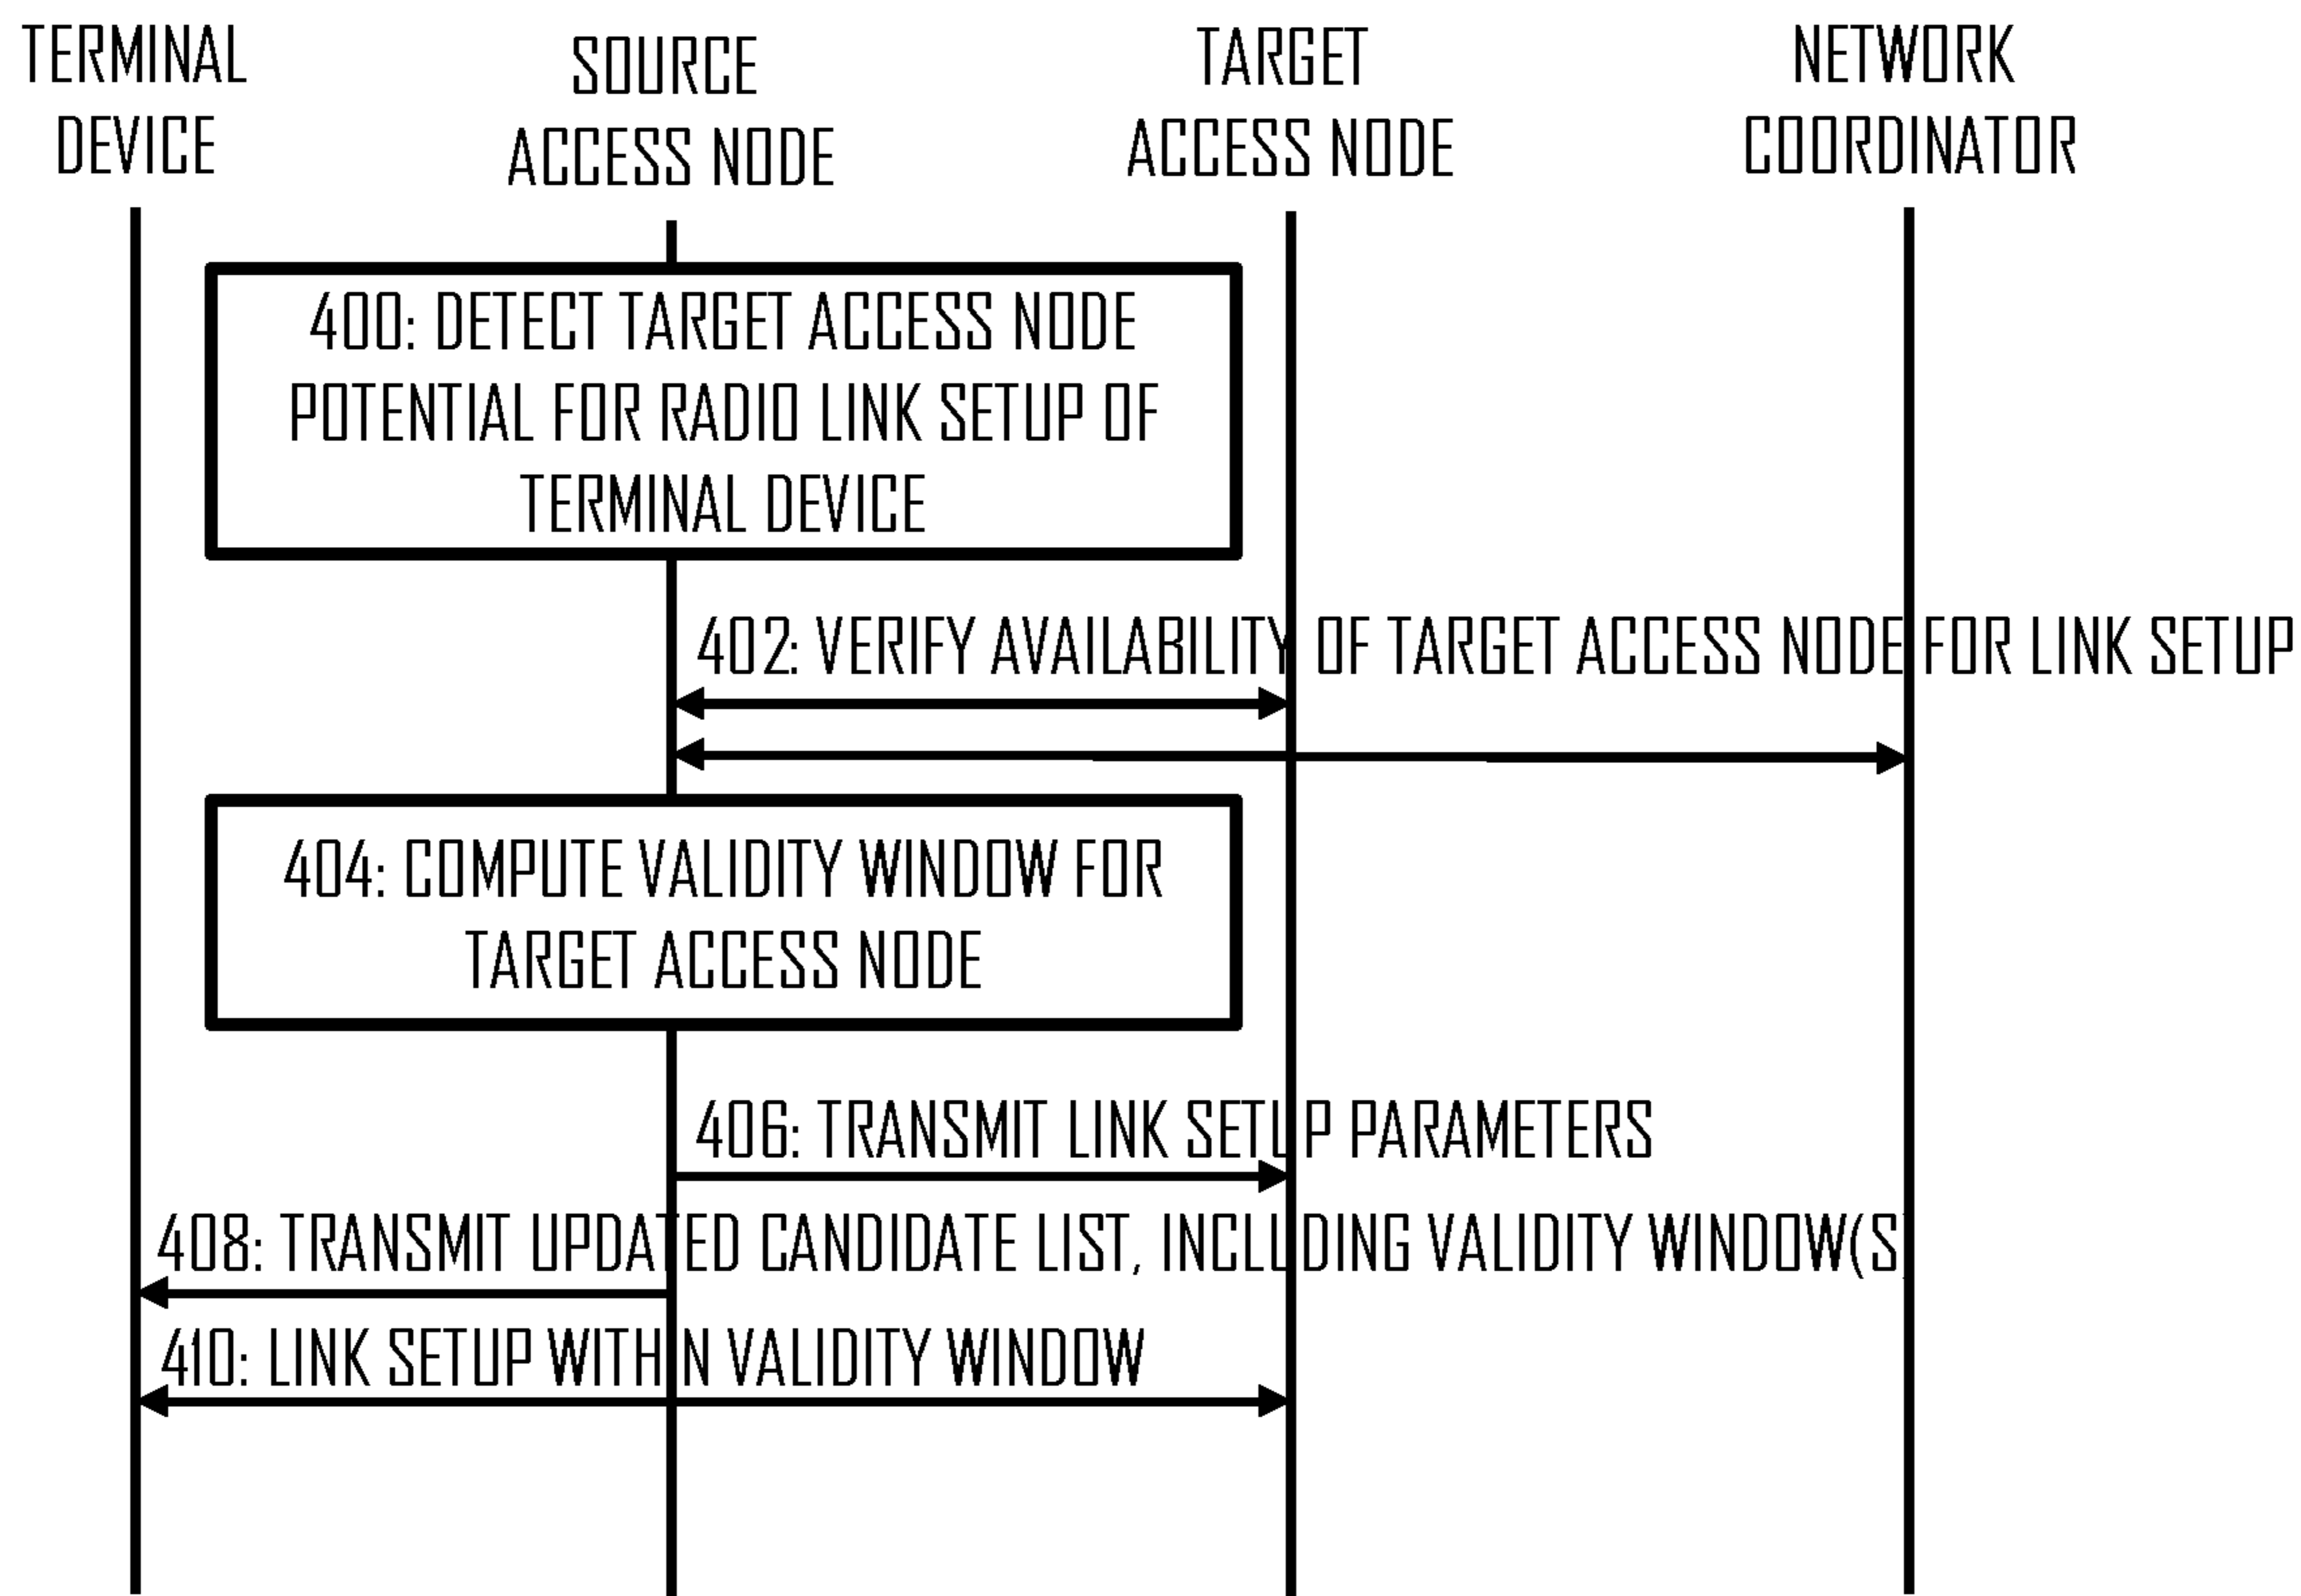 TERMINAL
DEVICE
SOURCE
ACCESS NODE
TARGET
ACCESS NODE
NETWORK
COORDINATOR
400: DETECT TARGET ACCESS NODE
POTENTIAL FOR RADIO LINK SETUP OF
TERMINAL DEVICE
402: VERIFY AVAILABILITY OF TARGET ACCESS NODE FOR LINK SETUP
404: COMPUTE VALIDITY WINDOW FOR
TARGET ACCESS NODE
406: TRANSMIT LINK SETUP PARAMETERS
408: TRANSMIT UPDATED CANDIDATE LIST, INCLUDING VALIDITY WINDOW(S)
410: LINK SETUP WITHIN VALIDITY WINDOW